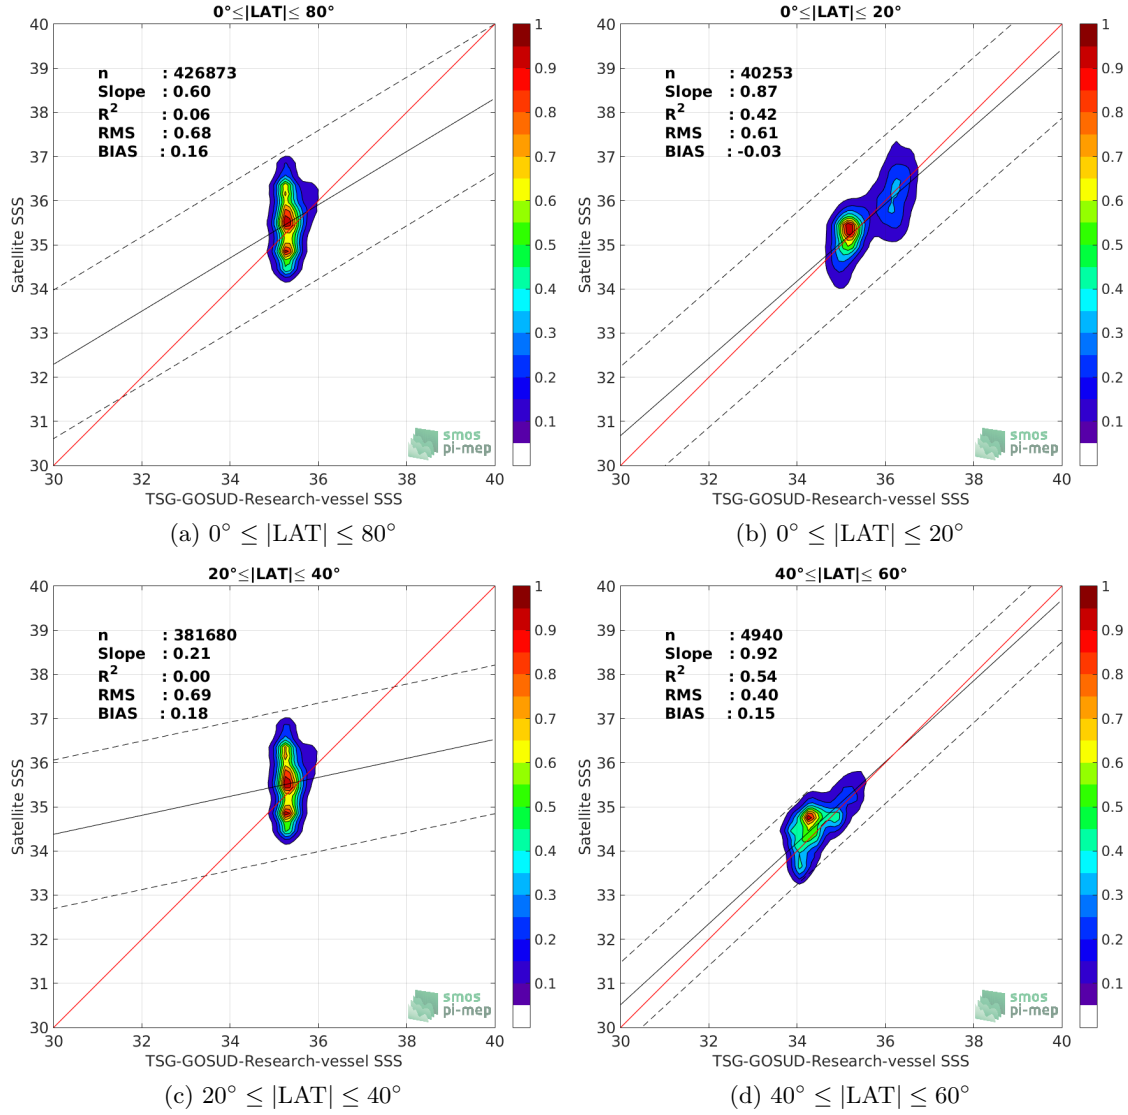 0°≤|LAT|≤ 80°
40
39
38
37
36
35
34
33
32
31
30
30
32
34
36
38
40
Satellite SSS
TSG-GOSUD-Research-vessel SSS
n : 426873
Slope : 0.60
R2 : 0.06
RMS : 0.68
BIAS : 0.16
smos
pi-mep
1
0.9
0.8
0.7
0.6
0.5
0.4
0.3
0.2
0.1
(a) 0° ≤ |LAT| ≤ 80°
0°≤|LAT|≤ 20°
40
39
38
37
36
35
34
33
32
31
30
30
32
34
36
38
40
Satellite SSS
TSG-GOSUD-Research-vessel SSS
n : 40253
Slope : 0.87
R2 : 0.42
RMS : 0.61
BIAS : -0.03
smos
pi-mep
1
0.9
0.8
0.7
0.6
0.5
0.4
0.3
0.2
0.1
(b) 0° ≤ |LAT| ≤ 20°
20°≤|LAT|≤ 40°
40
39
38
37
36
35
34
33
32
31
30
30
32
34
36
38
40
Satellite SSS
TSG-GOSUD-Research-vessel SSS
n : 381680
Slope : 0.21
R2 : 0.00
RMS : 0.69
BIAS : 0.18
smos
pi-mep
1
0.9
0.8
0.7
0.6
0.5
0.4
0.3
0.2
0.1
(c) 20° ≤ |LAT| ≤ 40°
40°≤|LAT|≤ 60°
40
39
38
37
36
35
34
33
32
31
30
30
32
34
36
38
40
Satellite SSS
TSG-GOSUD-Research-vessel SSS
n : 4940
Slope : 0.92
R2 : 0.54
RMS : 0.40
BIAS : 0.15
smos
pi-mep
1
0.9
0.8
0.7
0.6
0.5
0.4
0.3
0.2
0.1
(d) 40° ≤ |LAT| ≤ 60°